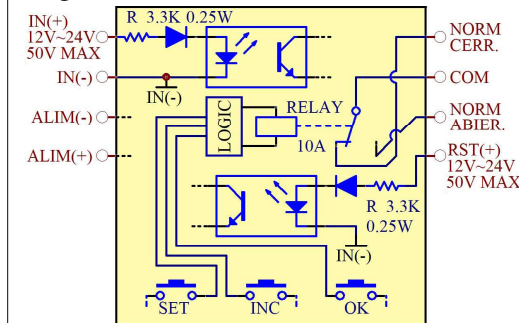 IN(+)
12V~24V
50V MAX
R 3.3K 0.25W
NORM
CERR.
IN(-)
IN(-)
COM
ALIM(-)
LOGIC
RELAY
10A
NORM
ABIER.
ALIM(+)
RST(+)
12V~24V
50V MAX
R 3.3K
0.25W
IN(-)
SET
INC
OK